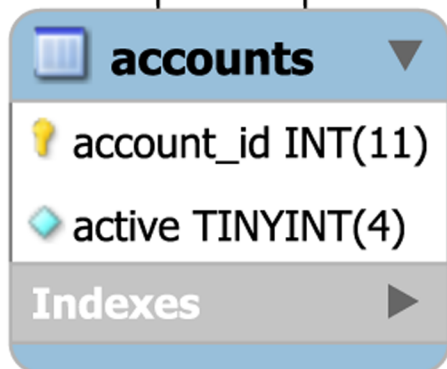 accounts
account_id INT(11)
active TINYINT(4)
Indexes